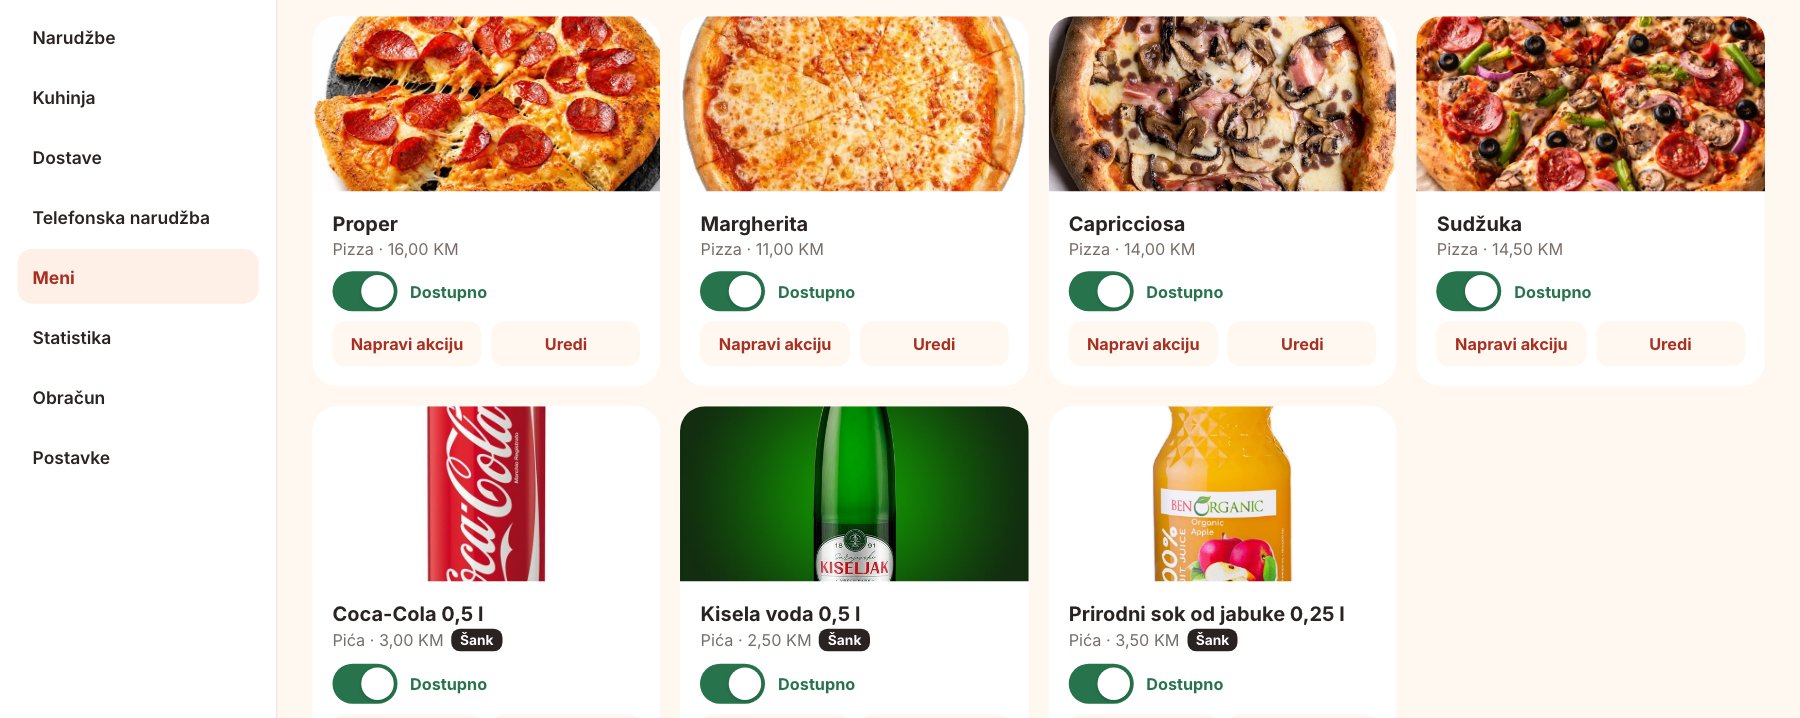 Narudžbe
Kuhinja
Dostave
Telefonska narudžba
Meni
Statistika
Obračun
Postavke
Proper
Pizza · 16,00 KM
Dostupno
Napravi akciju
Uredi
Margherita
Pizza · 11,00 KM
Dostupno
Napravi akciju
Uredi
Capricciosa
Pizza · 14,00 KM
Dostupno
Napravi akciju
Uredi
Sudžuka
Pizza · 14,50 KM
Dostupno
Napravi akciju
Uredi
Coca-Cola
Coca-Cola 0,5 l
Pića · 3,00 KM Šank
Dostupno
18 91
Sarajevski
KISELJAK
Kisela voda 0,5 l
Pića · 2,50 KM Šank
Dostupno
BEN ORGANIC
Organic
Apple
Prirodni sok od jabuke 0,25 l
Pića · 3,50 KM Šank
Dostupno